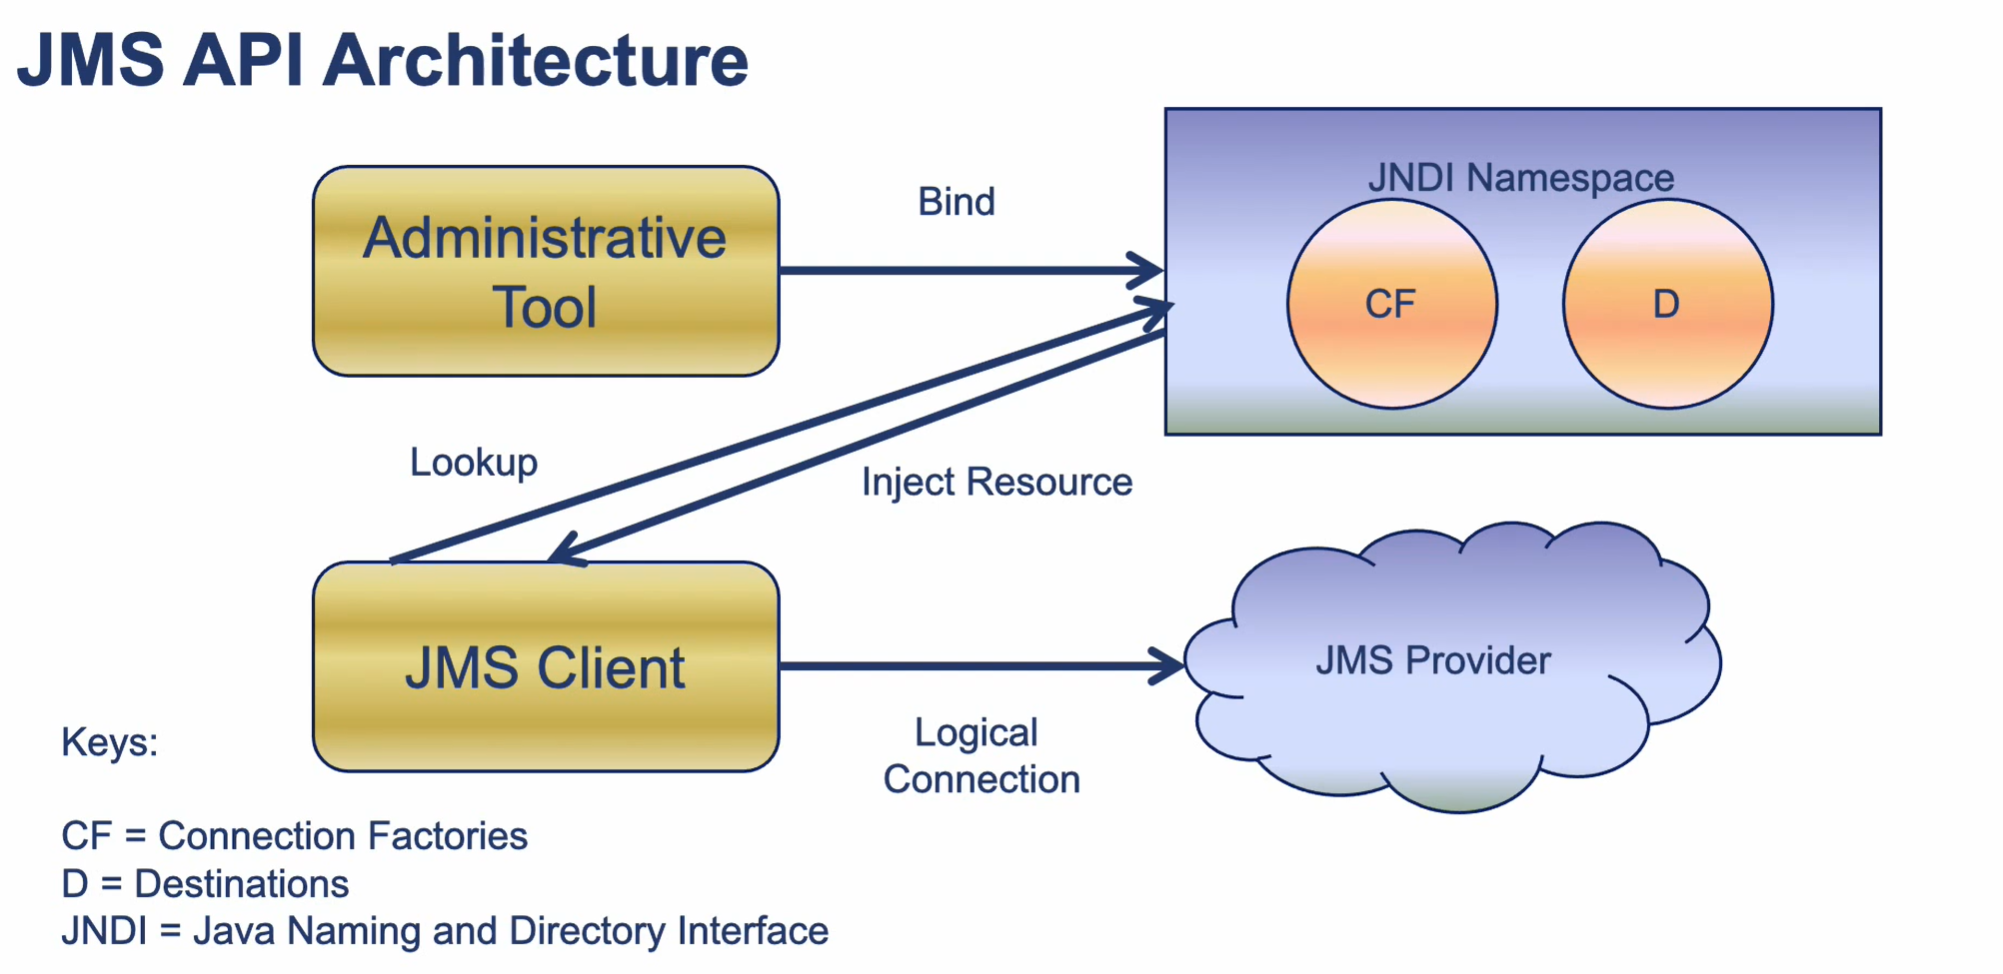 JMS API Architecture
Administrative
Tool
Bind
JNDI Namespace
CF
D
Lookup
Inject Resource
JMS Client
Logical
Connection
JMS Provider
Keys:
CF = Connection Factories
D = Destinations
JNDI = Java Naming and Directory Interface